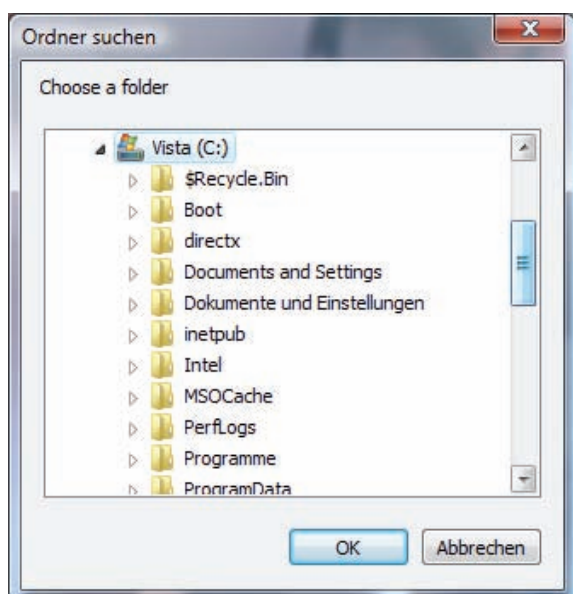 Ordner suchen
Choose a folder
Vista (C:)
$Recycle.Bin
Boot
directx
Documents and Settings
Dokumente und Einstellungen
inetpub
Intel
MSOCache
PerfLogs
Programme
ProgramData
OK Abbrechen